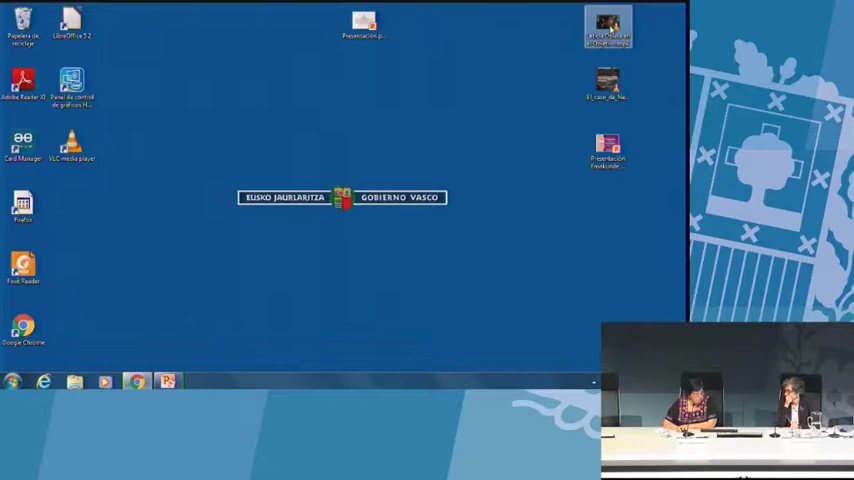 Papelera de
reciclaje
LibreOffice 5.2
Presentación.p...
Adobe Reader XI
Panel de control
de gráficos H...
El_caso_de_Ne...
Card Manager
VLC media player
Presentación
Emakunde...
EUSKO JAURLARITZA
GOBIERNO VASCO
Firefox
Foxit Reader
Google Chrome